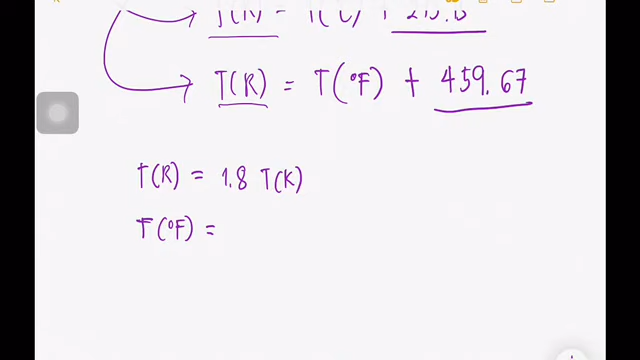 T(R) = T(°F) + 459.67
T(R) = 1.8 T(K)
T(°F) =